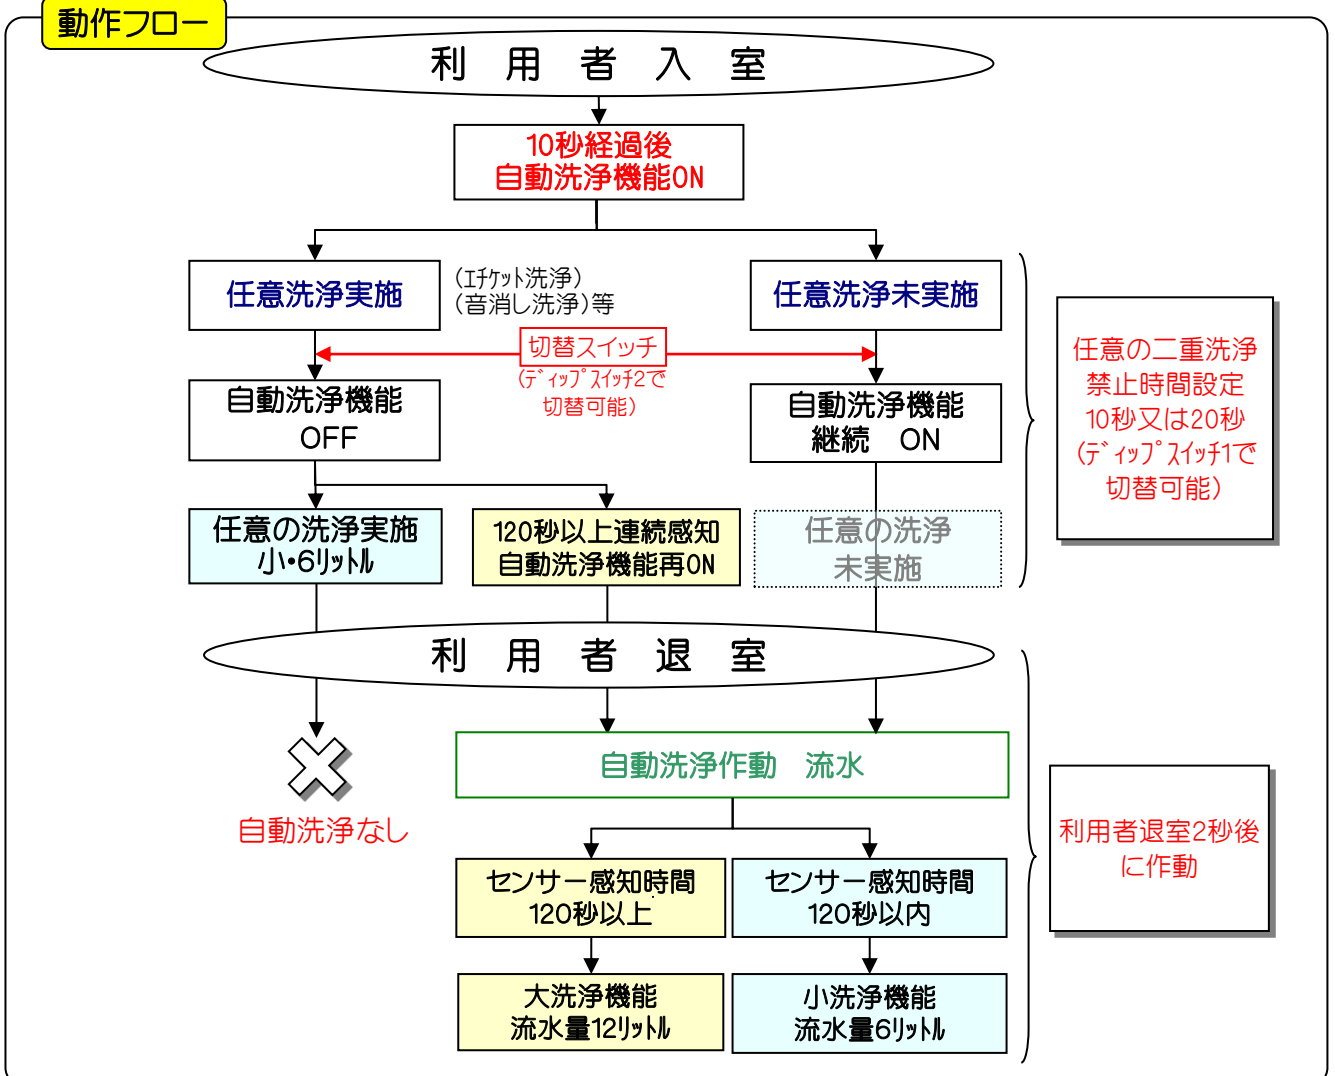 動作フロー
利 用 者 入 室
10秒経過後
自動洗浄機能ON
任意洗浄実施
(ｴﾁｹｯﾄ洗浄)
(音消し洗浄)等
任意洗浄未実施
切替スイッチ
(ﾃﾞｨｯﾌﾟｽｲｯﾁ2で
切替可能)
任意の二重洗浄
禁止時間設定
10秒又は20秒
(ﾃﾞｨｯﾌﾟｽｲｯﾁ1で
切替可能)
自動洗浄機能
OFF
自動洗浄機能
継続 ON
任意の洗浄実施
小・6ﾘｯﾄﾙ
120秒以上連続感知
自動洗浄機能再ON
任意の洗浄
未実施
利 用 者 退 室
自動洗浄なし
自動洗浄作動 流水
利用者退室2秒後
に作動
センサー感知時間
120秒以上
センサー感知時間
120秒以内
大洗浄機能
流水量12ﾘｯﾄﾙ
小洗浄機能
流水量6ﾘｯﾄﾙ